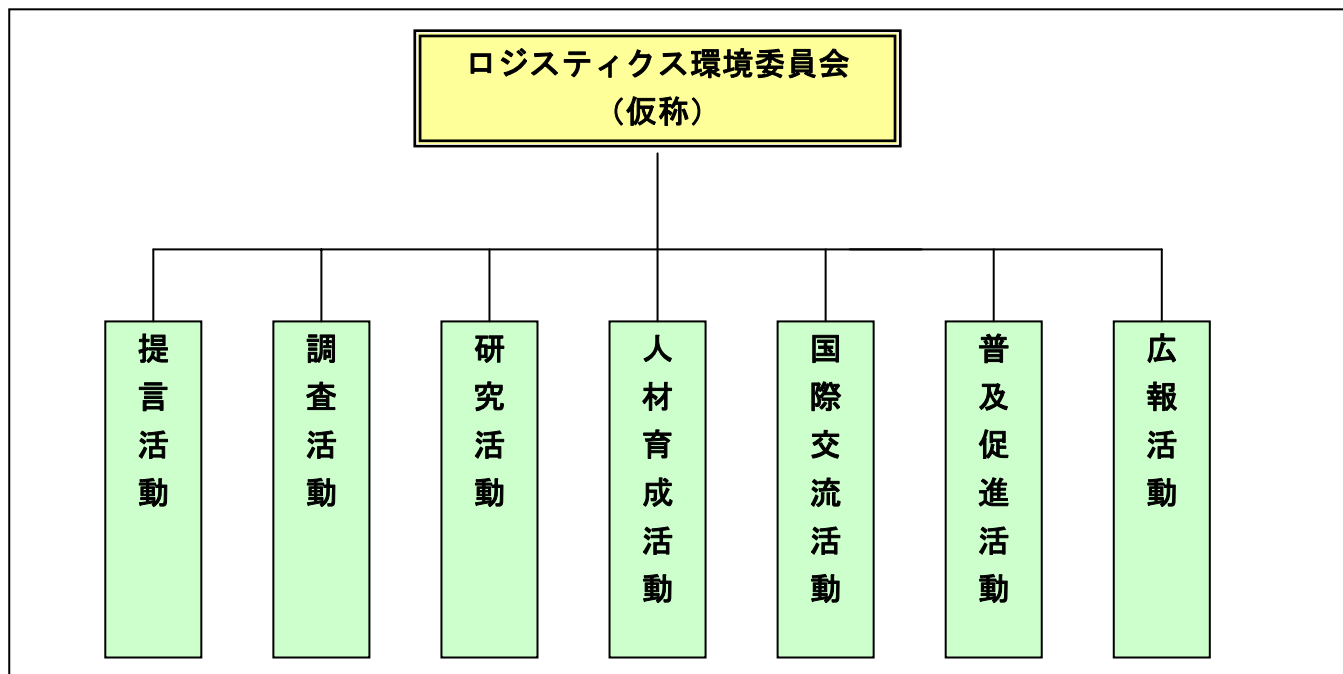 ロジスティクス環境委員会
（仮称）
提言活動
調査活動
研究活動
人材育成活動
国際交流活動
普及促進活動
広報活動